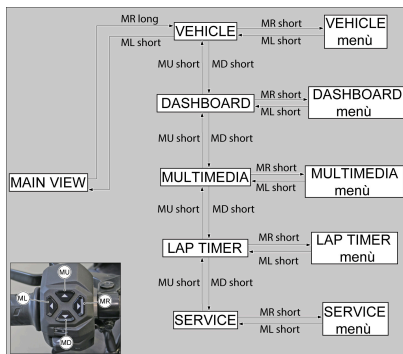 MR long
ML short
VEHICLE
MR short
ML short
VEHICLE
menù
MU short
MD short
DASHBOARD
MR short
ML short
DASHBOARD
menù
MU short
MD short
MAIN VIEW
MULTIMEDIA
MR short
ML short
MULTIMEDIA
menù
MU short
MD short
LAP TIMER
MR short
ML short
LAP TIMER
menù
MU short
MD short
SERVICE
MR short
ML short
SERVICE
menù
MU
ML
MR
MD